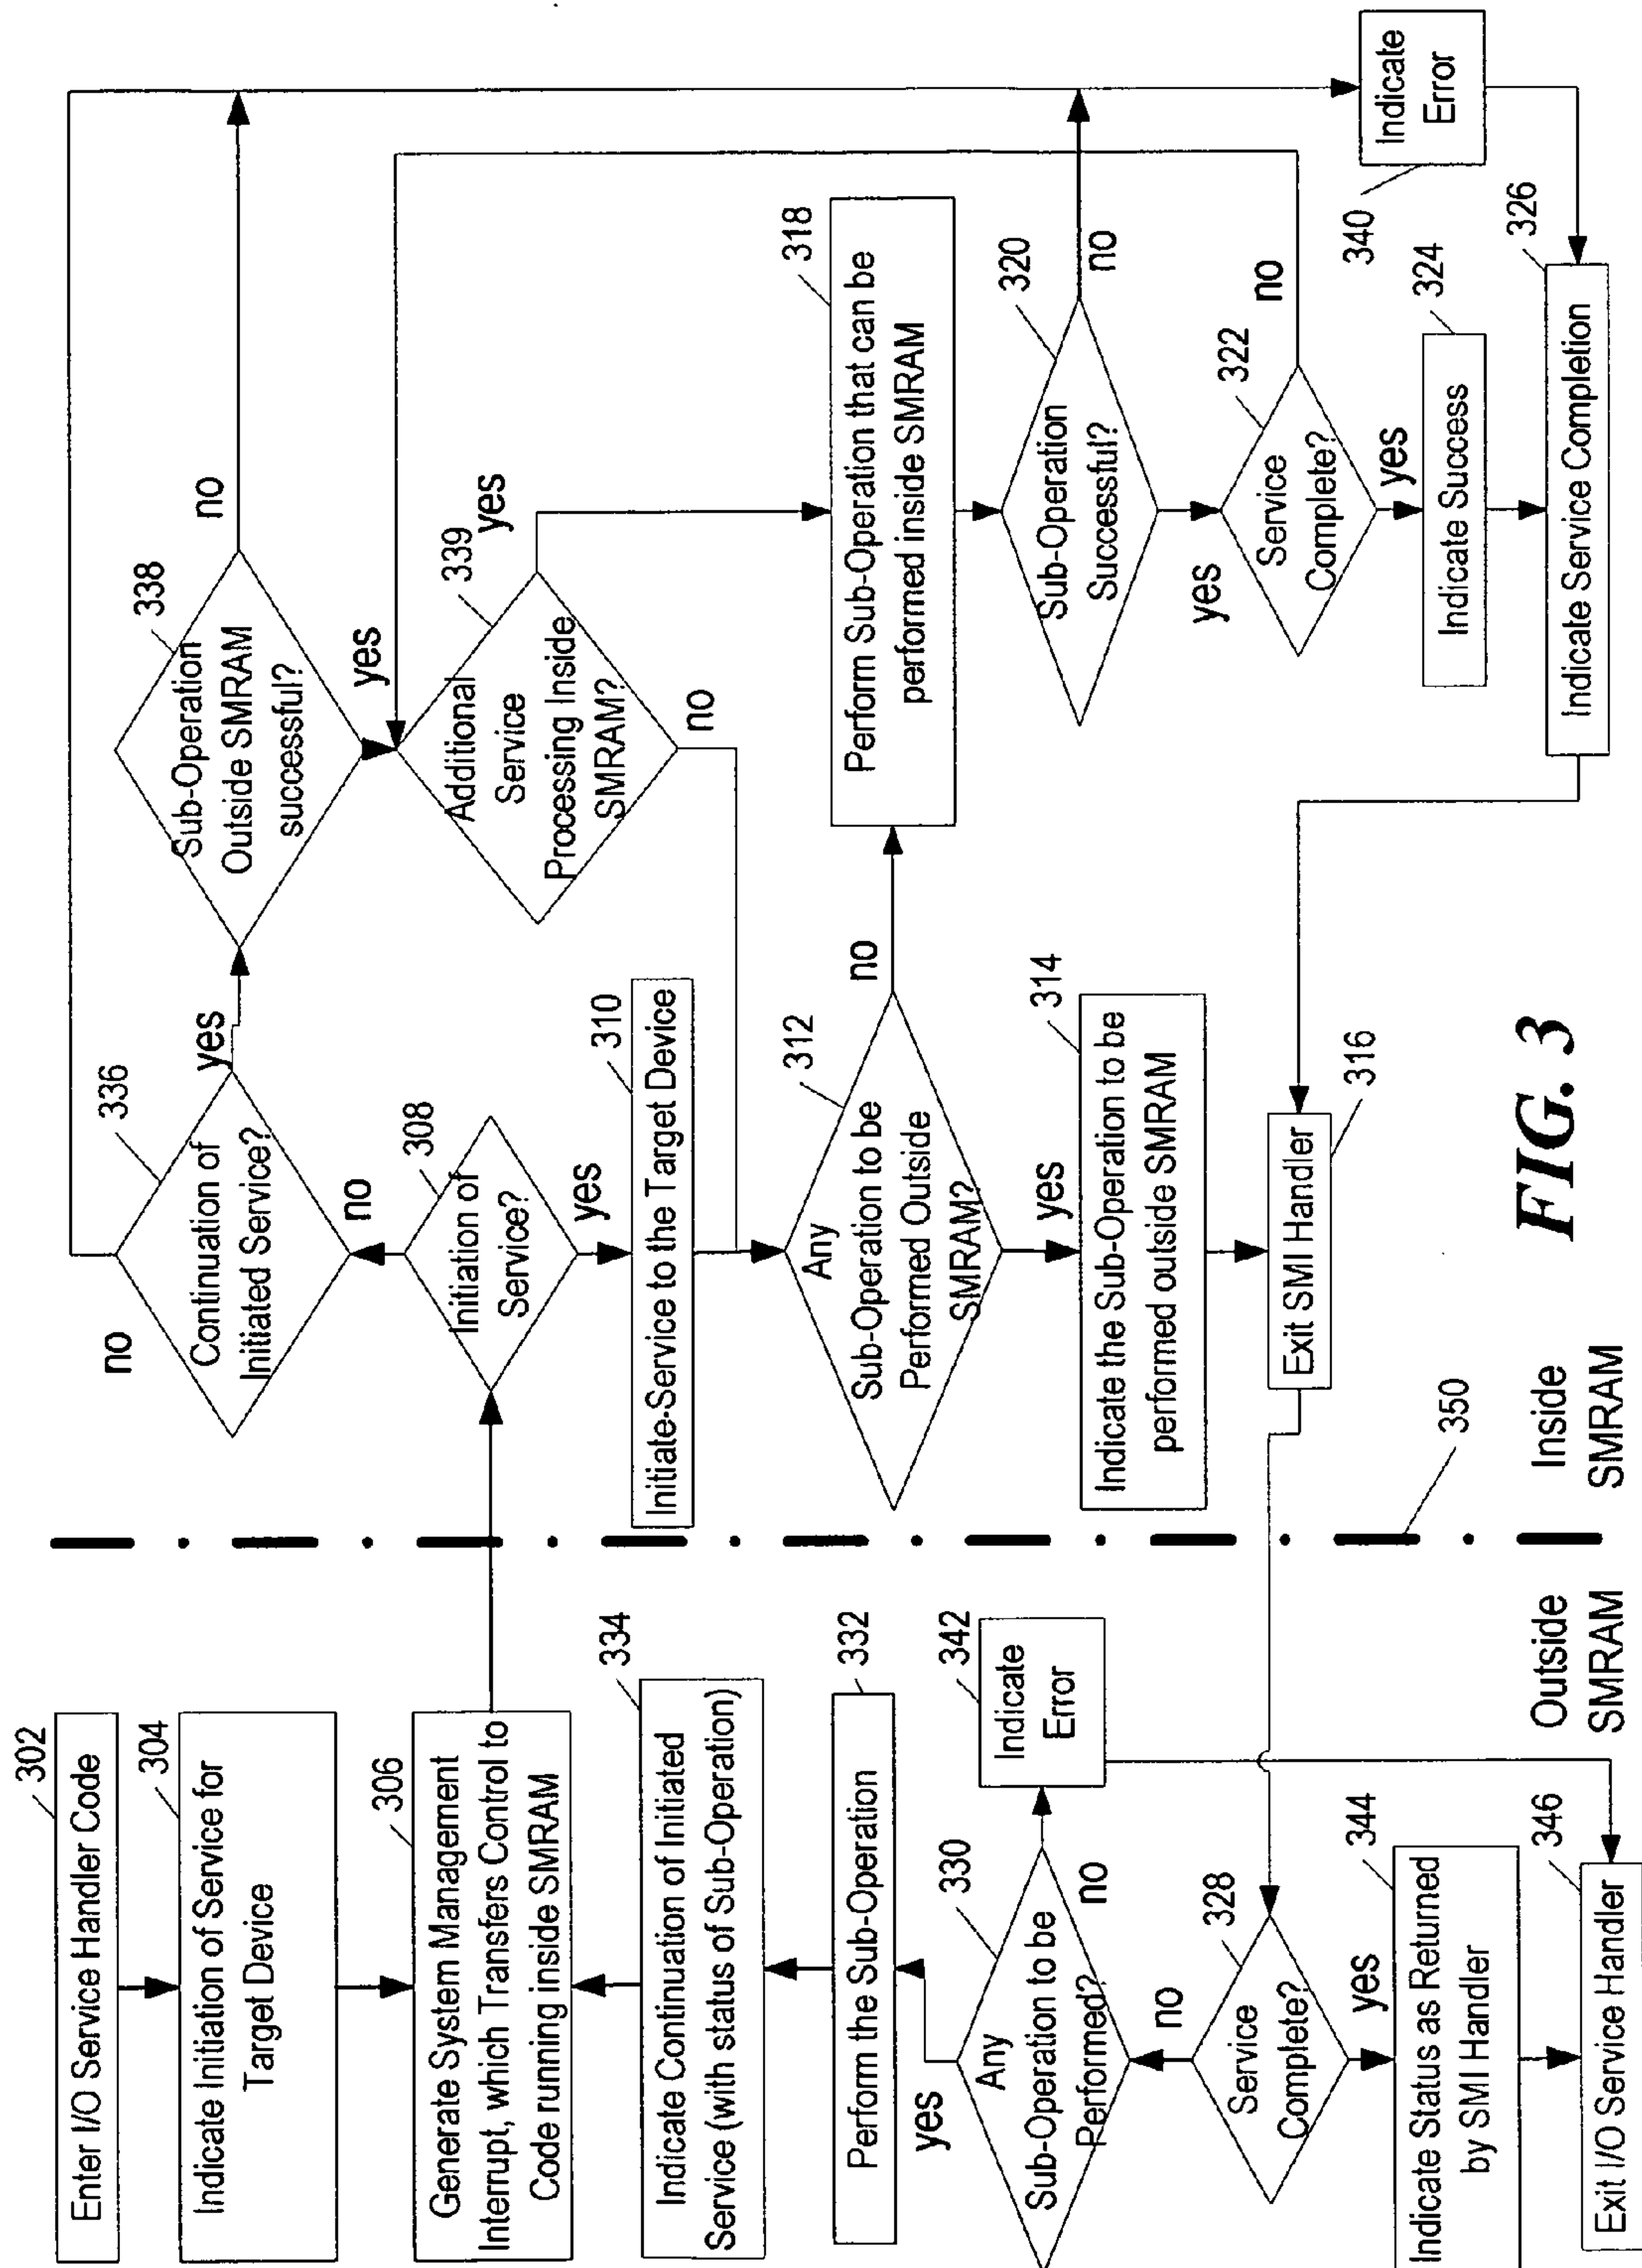 302
Enter I/O Service Handler Code
304
Indicate Initiation of Service for
Target Device
306
Generate System Management
Interrupt, which Transfers Control to
Code running inside SMRAM
334
Indicate Continuation of Initiated
Service (with status of Sub-Operation)
332
Perform the Sub-Operation
yes
330
Any
Sub-Operation to be
Performed?
no
342
Indicate
Error
no
328
Service
Complete?
yes
344
Indicate Status as Returned
by SMI Handler
346
Exit I/O Service Handler
Outside
SMRAM
350
Inside
SMRAM
no
336
Continuation of
Initiated Service?
yes
no
308
Initiation of
Service?
yes
310
Initiate-Service to the Target Device
312
Any
Sub-Operation to be
Performed Outside
SMRAM?
no
yes
314
Indicate the Sub-Operation to be
performed outside SMRAM
Exit SMI Handler
316
338
Sub-Operation
Outside SMRAM
successful?
no
yes
339
Additional
Service
Processing Inside
SMRAM?
yes
no
318
Perform Sub-Operation that can be
performed inside SMRAM
320
Sub-Operation
Successful?
no
yes
322
Service
Complete?
no
yes
324
Indicate Success
326
Indicate Service Completion
340
Indicate
Error
FIG. 3